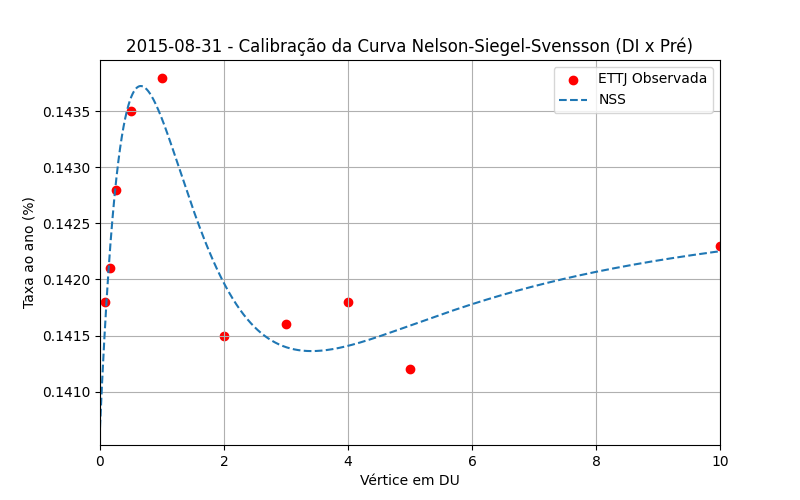 2015-08-31 - Calibração da Curva Nelson-Siegel-Svensson (DI x Pré)
ETTJ Observada
NSS
Taxa ao ano (%)
0.1435
0.1430
0.1425
0.1420
0.1415
0.1410
0 2 4 6 8 10
Vértice em DU